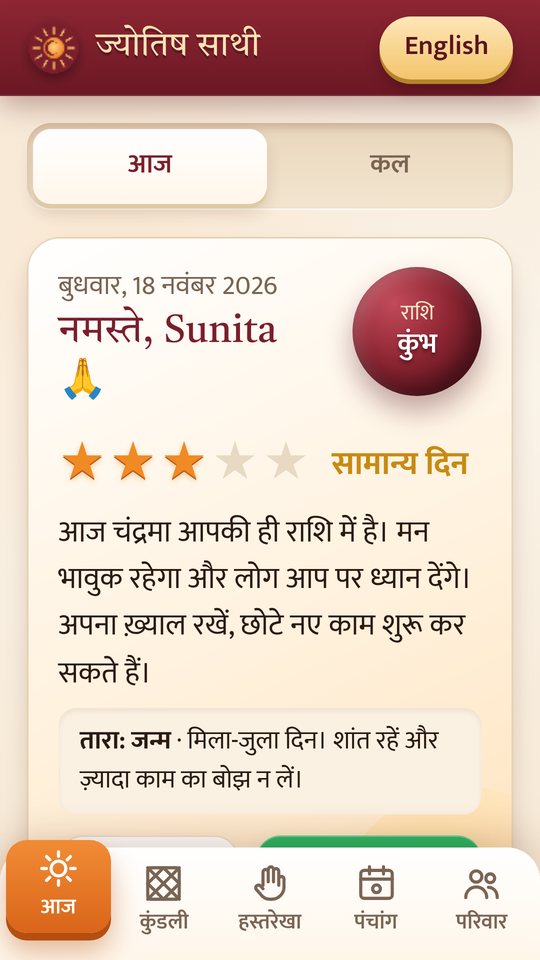 ज्योतिष साथी
English
आज
कल
बुधवार, 18 नवंबर 2026
नमस्ते, Sunita
🙏
राशि
कुंभ
सामान्य दिन
आज चंद्रमा आपकी ही राशि में है। मन
भावुक रहेगा और लोग आप पर ध्यान देंगे।
अपना ख़्याल रखें, छोटे नए काम शुरू कर
सकते हैं।
तारा: जन्म · मिला-जुला दिन। शांत रहें और
ज़्यादा काम का बोझ न लें।
आज
कुंडली
हस्तरेखा
पंचांग
परिवार